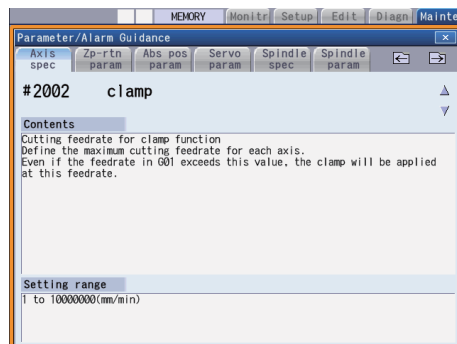 MEMORY Monitr Setup Edit Diagn Mainte
Parameter/Alarm Guidance
Axis spec Zp-rtn param Abs pos param Servo param Spindle spec Spindle param
#2002 clamp
Contents
Cutting feedrate for clamp function
Define the maximum cutting feedrate for each axis.
Even if the feedrate in G01 exceeds this value, the clamp will be applied
at this feedrate.
Setting range
1 to 10000000(mm/min)